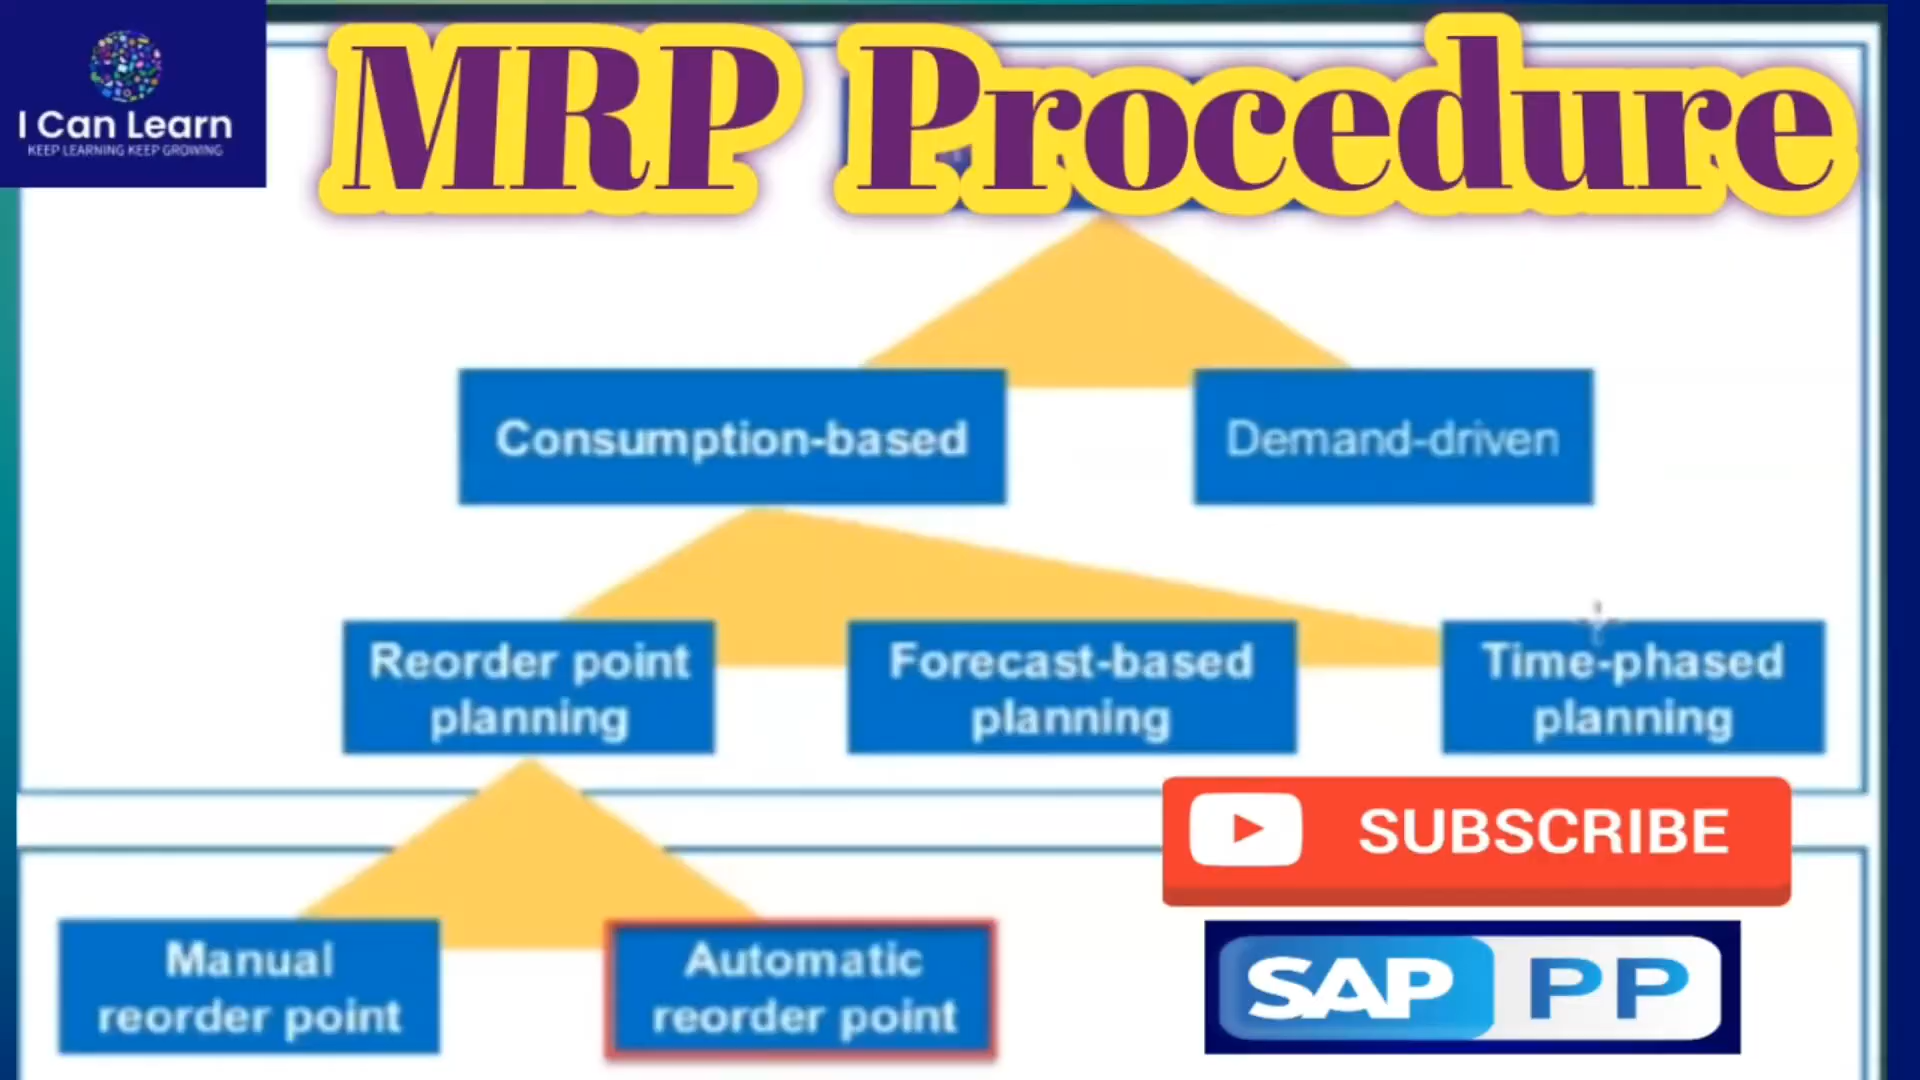 I Can Learn
KEEP LEARNING KEEP GROWING
MRP Procedure
Consumption-based
Demand-driven
Reorder point
planning
Forecast-based
planning
Time-phased
planning
SUBSCRIBE
Manual
reorder point
Automatic
reorder point
SAP PP